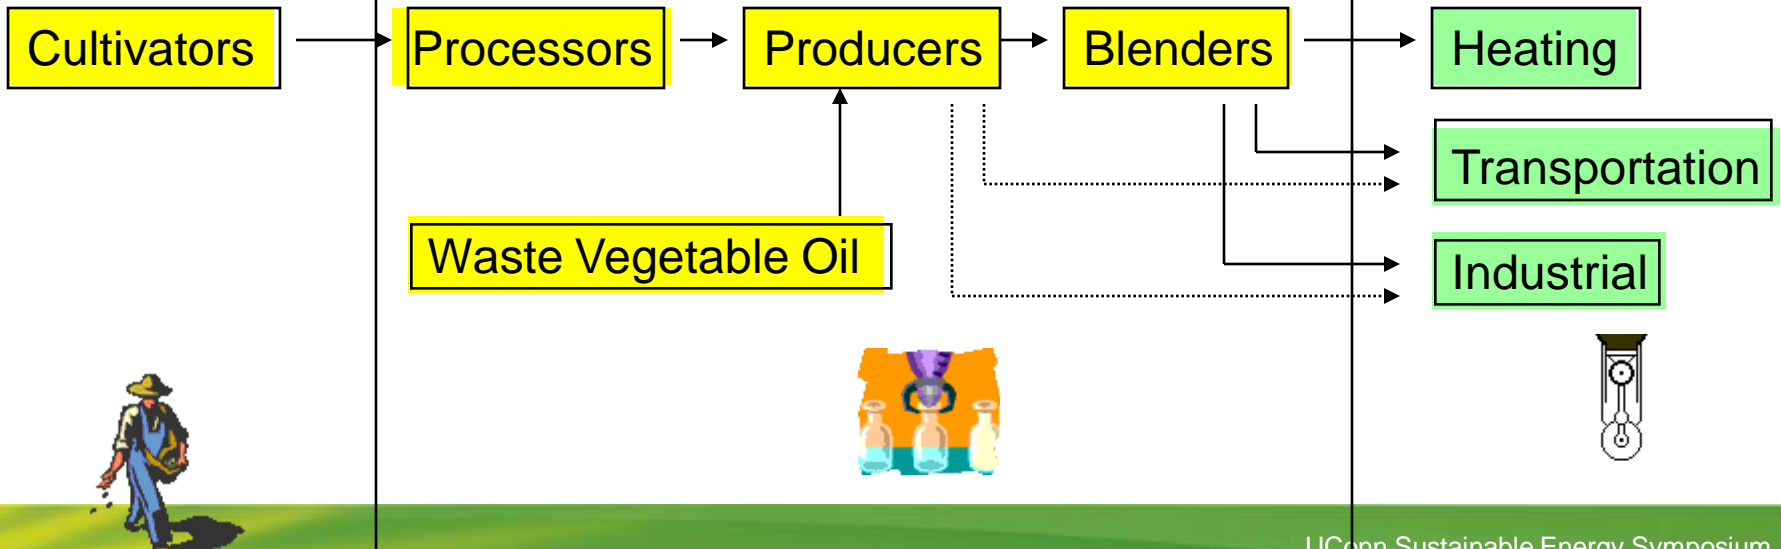 Cultivators
Processors
Producers
Blenders
Heating
Transportation
Waste Vegetable Oil
Industrial
UConn Sustainable Energy Symposium